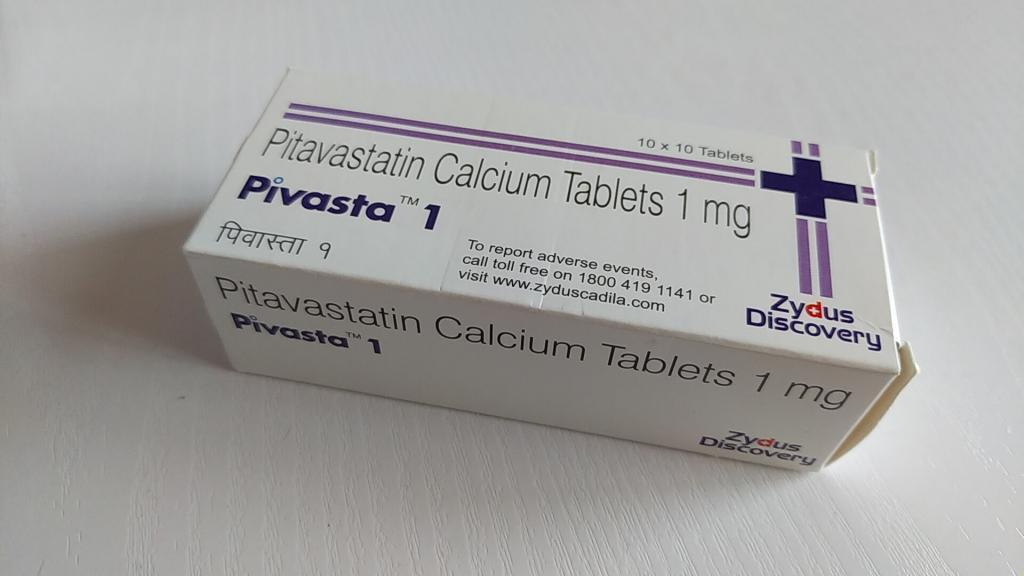 10 x 10 Tablets
Pitavastatin Calcium Tablets 1 mg
Pivasta™ 1
पिवास्ता १
To report adverse events,
call toll free on 1800 419 1141 or
visit www.zyduscadila.com
Zydus
Discovery
Pitavastatin Calcium Tablets 1 mg
Pivasta™ 1
Zydus
Discovery